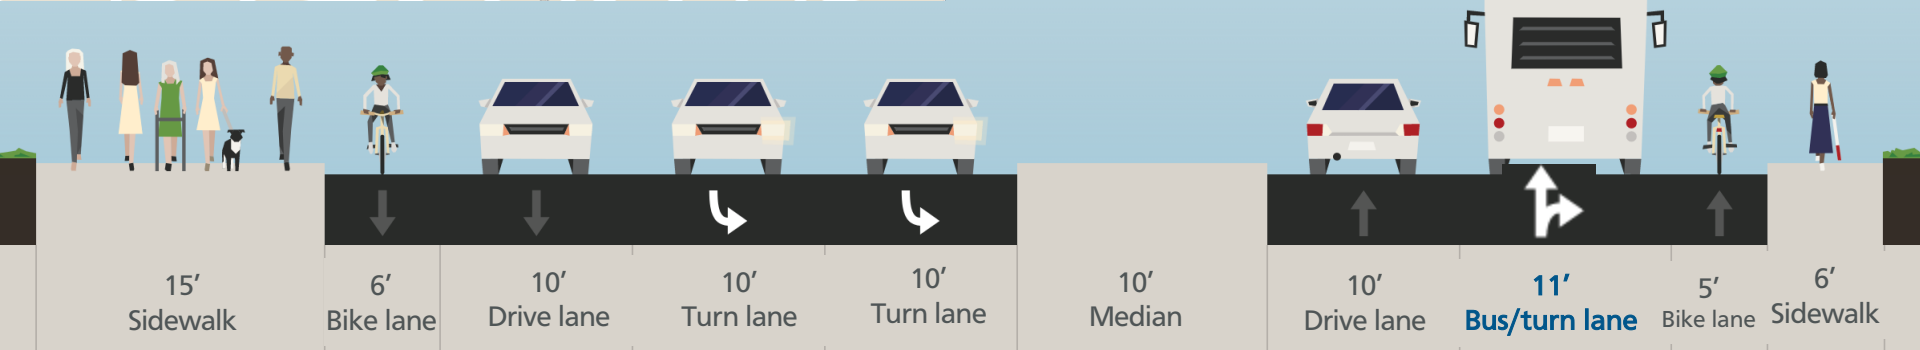 15’
Sidewalk
6’
Bike lane
10’
Drive lane
10’
Turn lane
10’
Turn lane
10’
Median
10’
Drive lane
11’
Bus/turn lane
5’
Bike lane
6’
Sidewalk